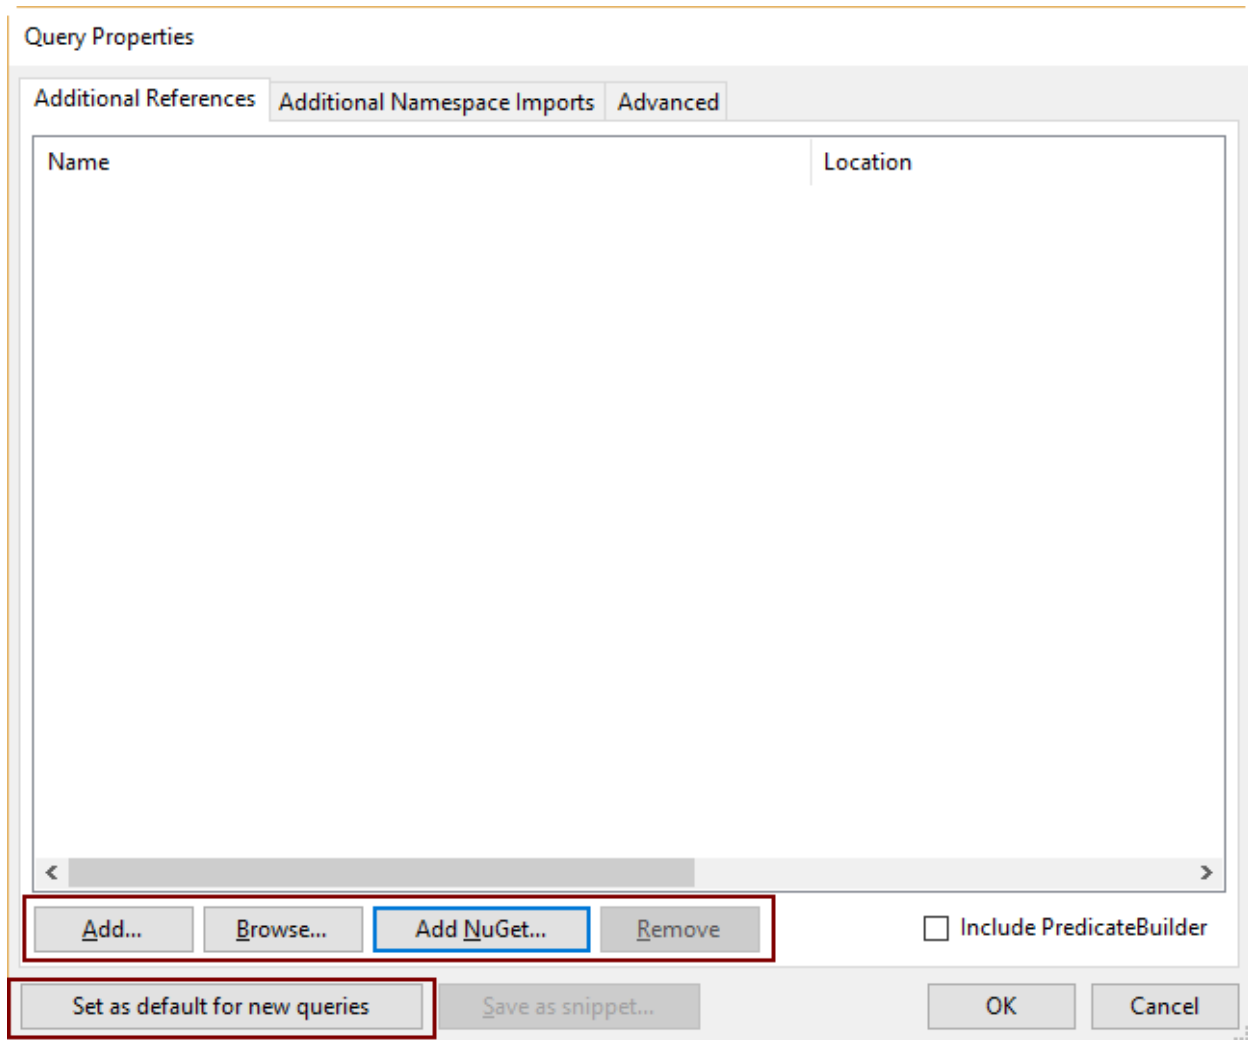 Query Properties
Additional References Additional Namespace Imports Advanced
Name Location
Add... Browse... Add NuGet... Remove Include PredicateBuilder
Set as default for new queries Save as snippet... OK Cancel